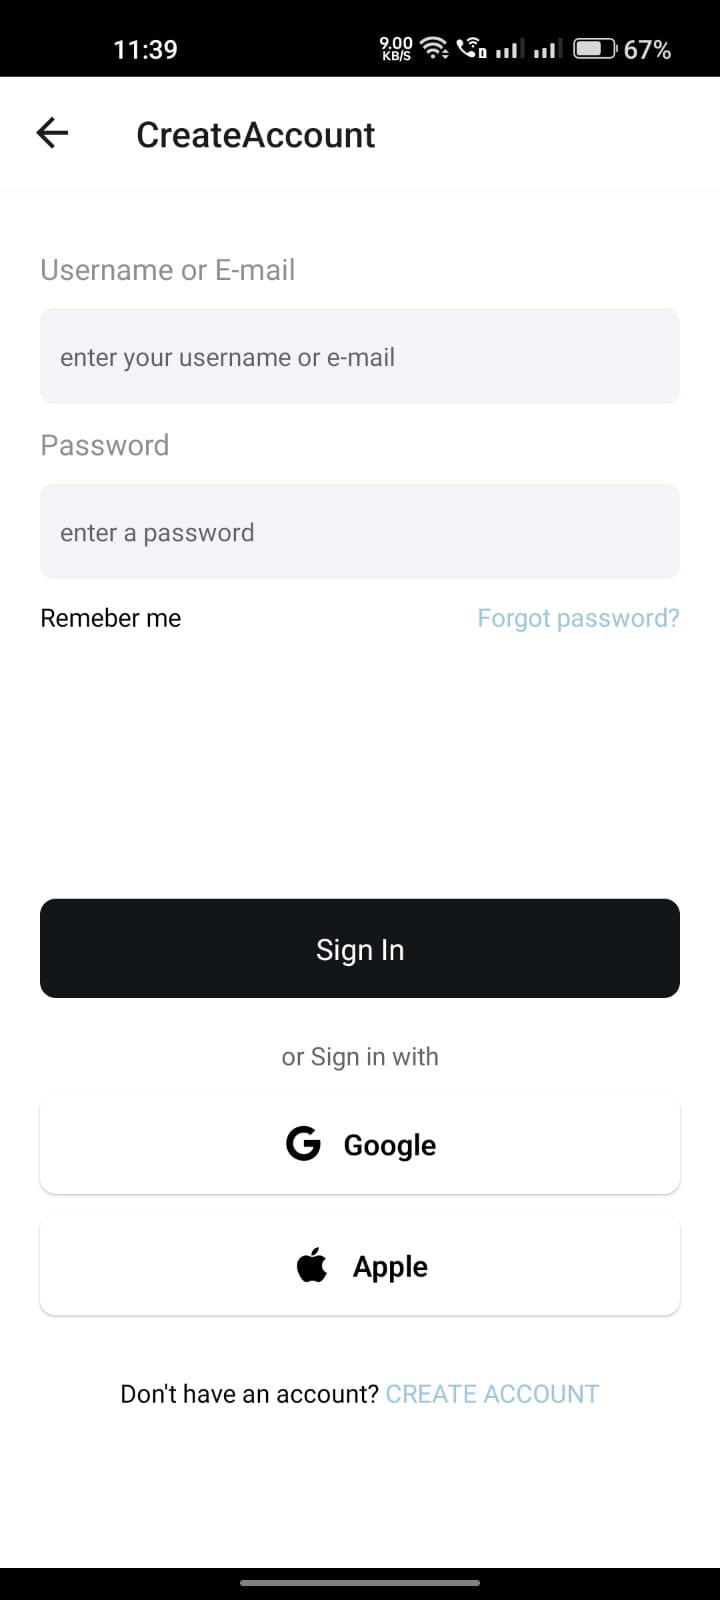 11:39 9.00 KB/S 67%
CreateAccount
Username or E-mail
enter your username or e-mail
Password
enter a password
Remeber me Forgot password?
Sign In
or Sign in with
G Google
Apple
Don't have an account? CREATE ACCOUNT